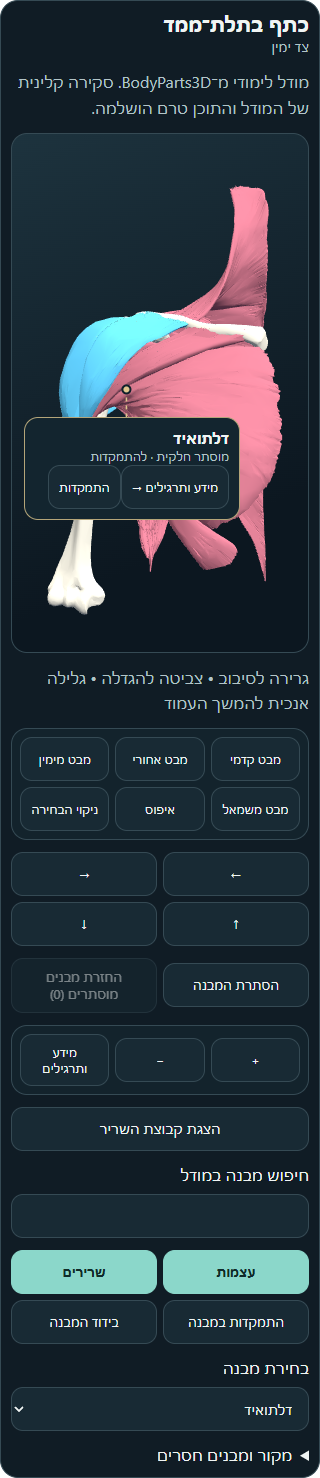 כתף בתלת־ממד
צד ימין
מודל לימודי מ־BodyParts3D. סקירה קלינית
של המודל והתוכן טרם הושלמה.
דלתואיד
מוסתר חלקית · להתמקדות
מידע ותרגילים ←
התמקדות
גרירה לסיבוב • צביטה להגדלה • גלילה
אנכית להמשך העמוד
מבט קדמי
מבט אחורי
מבט מימין
מבט משמאל
איפוס
ניקוי הבחירה
←
→
↑
↓
הסתרת המבנה
החזרת מבנים
מוסתרים (0)
+
−
מידע
ותרגילים
הצגת קבוצת השריר
חיפוש מבנה במודל
עצמות
שרירים
התמקדות במבנה
בידוד המבנה
בחירת מבנה
דלתואיד
מקור ומבנים חסרים